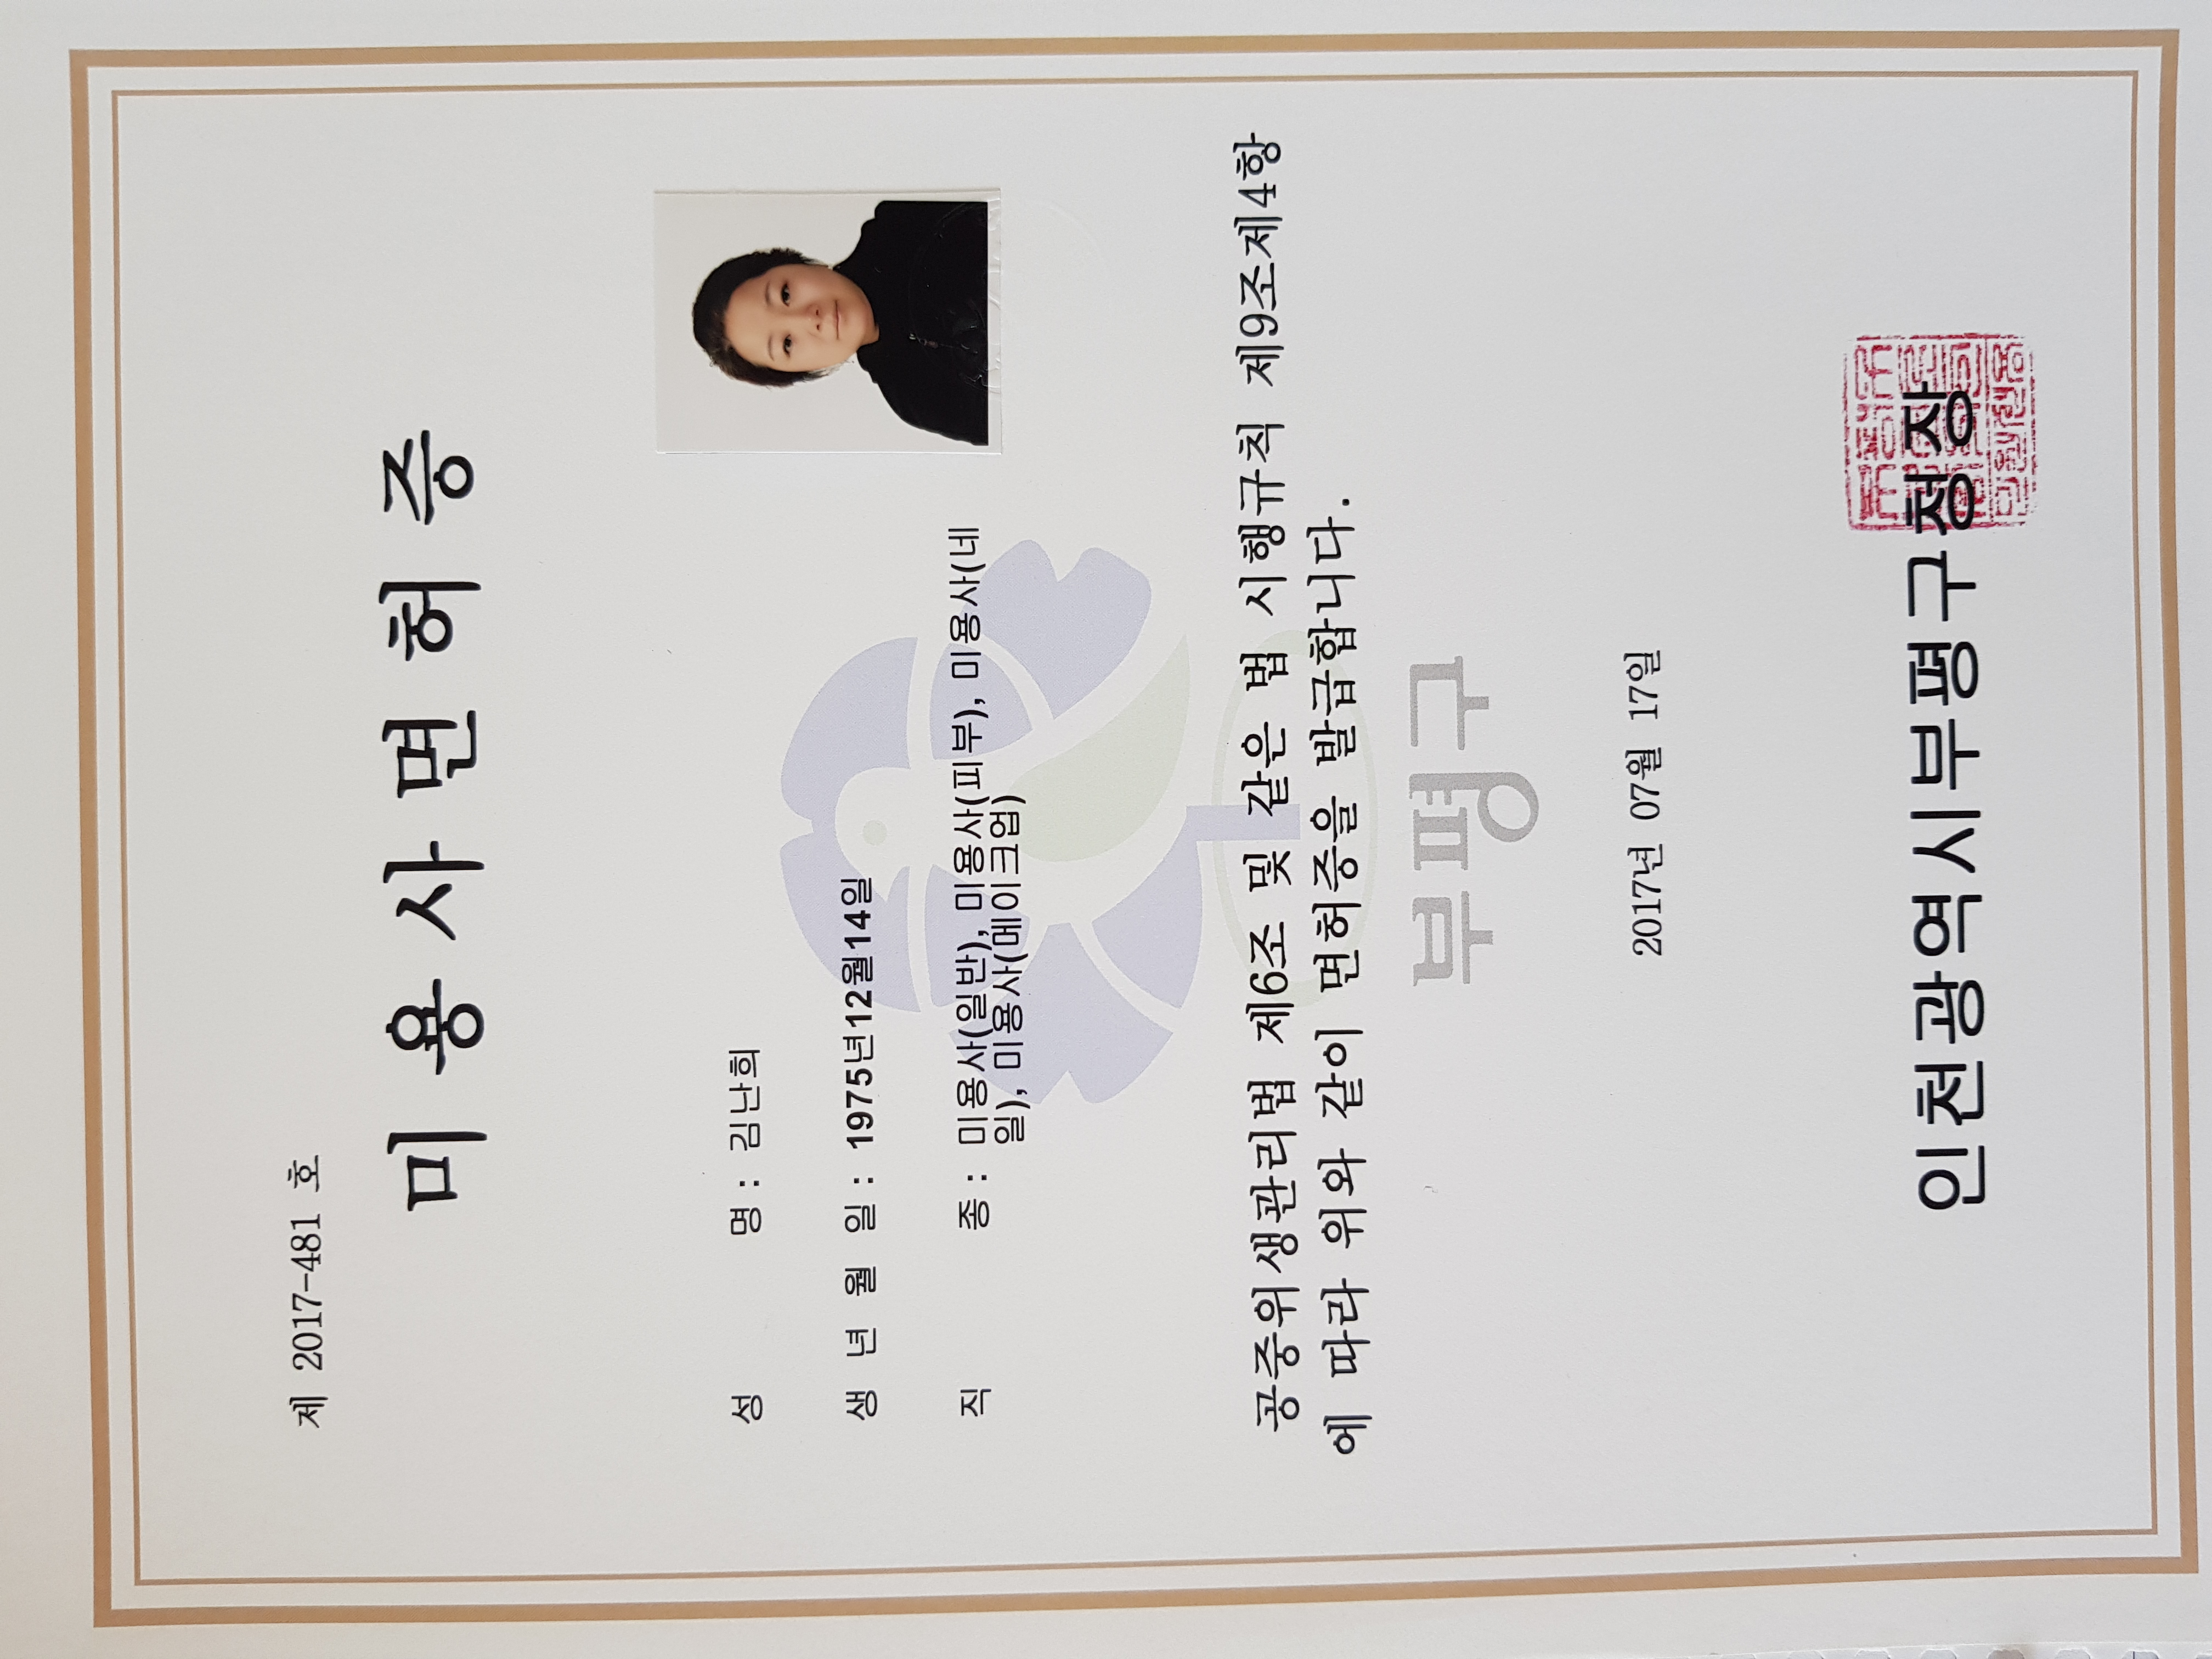 제 2017-481 호
미 용 사 면 허 증
성 명 : 김난희
생 년 월 일 : 1975년12월14일
직 종 : 미용사(일반), 미용사(피부), 미용사(네
일), 미용사(메이크업)
공중위생관리법 제6조 및 같은 법 시행규칙 제9조제4항
에 따라 위와 같이 면허증을 발급합니다.
부평구
2017년 07월 17일
인천광역시부평구청장